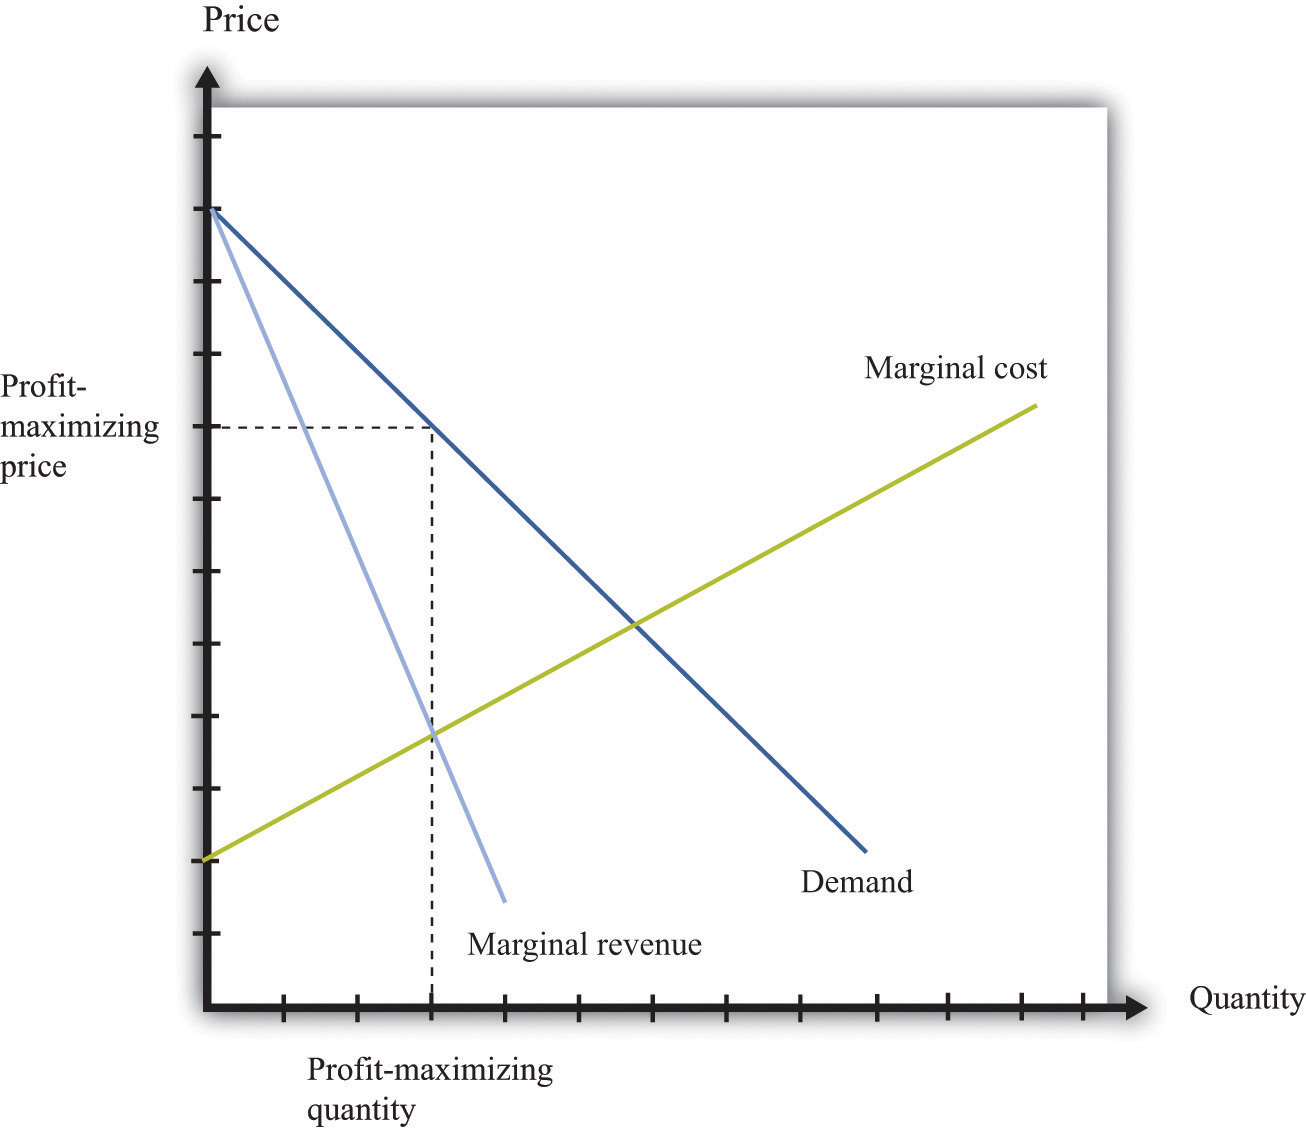 Price
Marginal cost
Profit-
maximizing
price
Demand
Marginal revenue
Quantity
Profit-maximizing
quantity